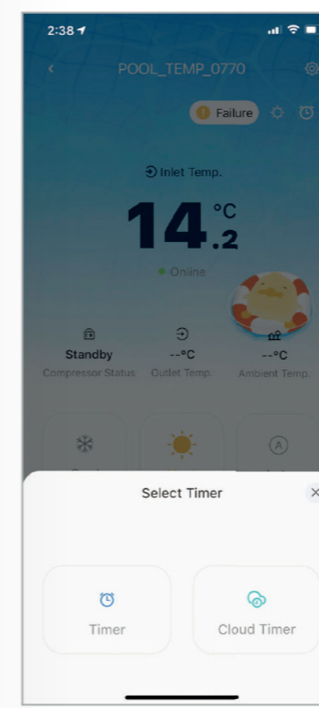 2:38
POOL_TEMP_0770
Failure
Inlet Temp.
14.2 °C
Online
Standby
Compressor Status
--°C
Outlet Temp.
--°C
Ambient Temp.
A
Select Timer
Timer
Cloud Timer